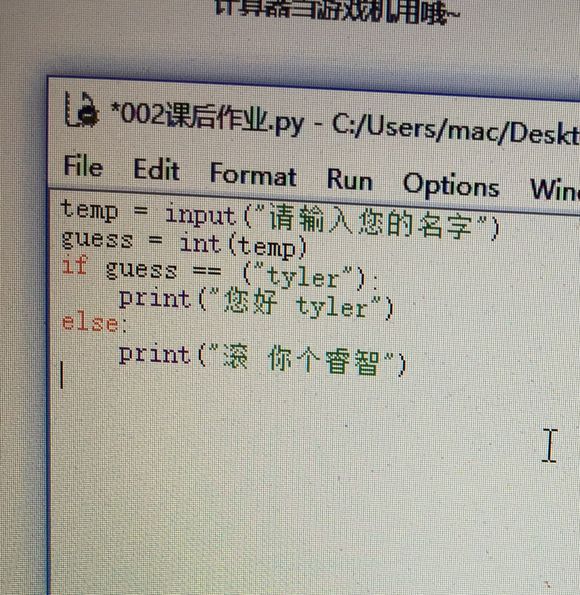 计算器当游戏机用哦~
*002课后作业.py - C:/Users/mac/Deskt
File Edit Format Run Options Wind
temp = input("请输入您的名字")
guess = int(temp)
if guess == ("tyler"):
    print("您好 tyler")
else:
    print("滚 你个睿智")